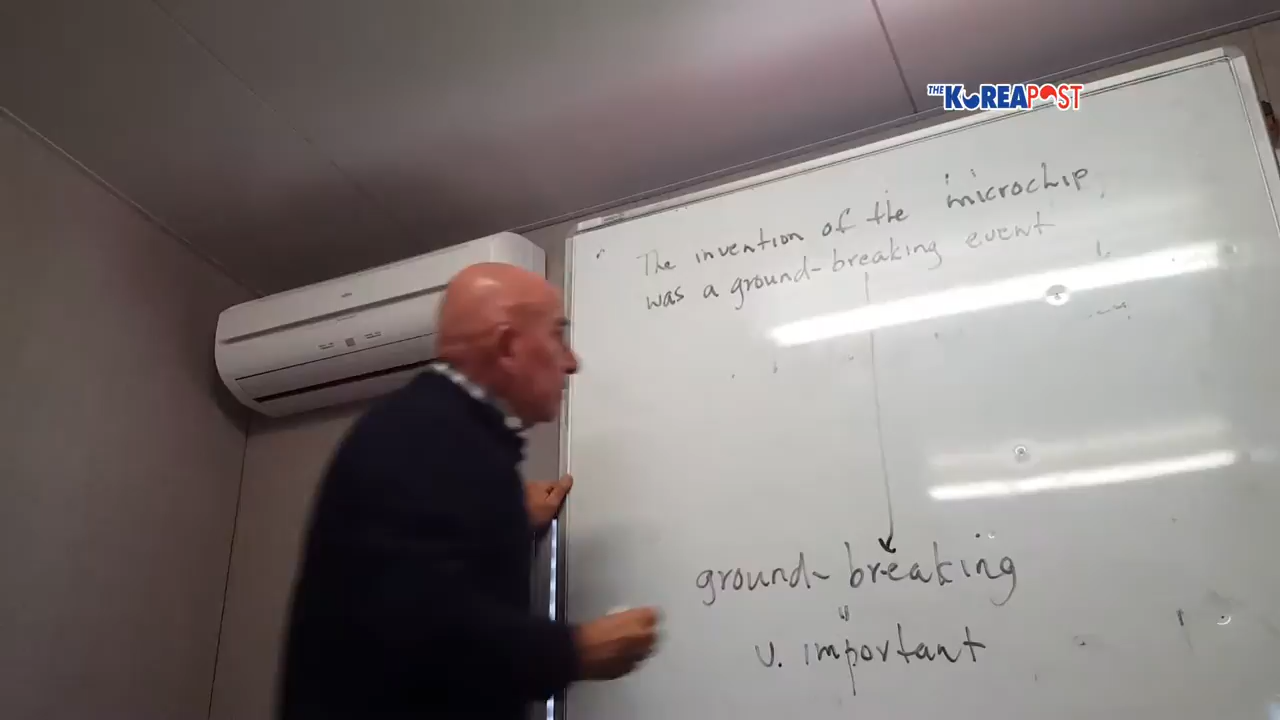 THE KOREAPOST
The invention of the microchip
was a ground-breaking event
ground-breaking
v. important